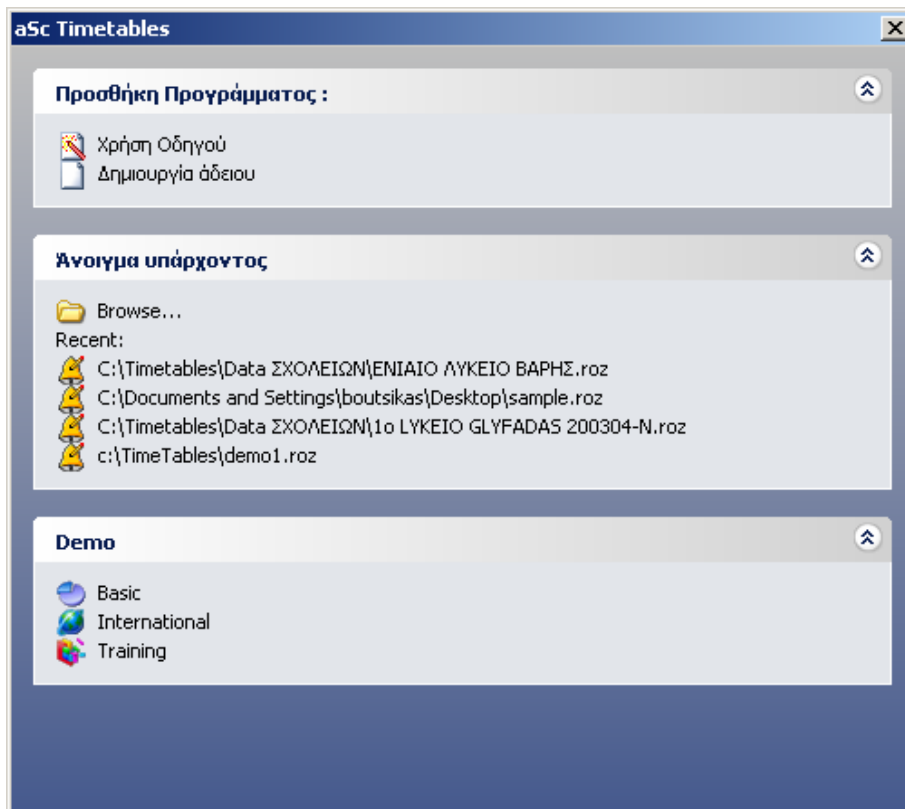 aSc Timetables
Προσθήκη Προγράμματος :
Χρήση Οδηγού
Δημιουργία άδειου
Άνοιγμα υπάρχοντος
Browse...
Recent:
C:\Timetables\Data ΣΧΟΛΕΙΩΝ\ΕΝΙΑΙΟ ΛΥΚΕΙΟ ΒΑΡΗΣ.roz
C:\Documents and Settings\boutsikas\Desktop\sample.roz
C:\Timetables\Data ΣΧΟΛΕΙΩΝ\1ο LYKEIO GLYFADAS 200304-N.roz
c:\TimeTables\demo1.roz
Demo
Basic
International
Training